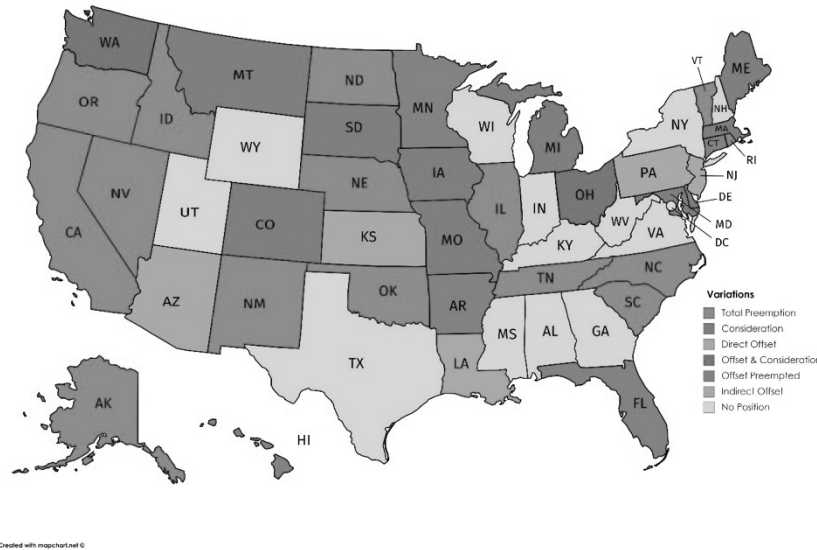 WA
MT
ND
MN
ME
VT
OR
ID
SD
WI
MI
NY
NH
MA
CT
RI
WY
IA
PA
NJ
NV
NE
IL
IN
OH
DE
MD
DC
UT
CO
KS
MO
WV
VA
KY
CA
AZ
NM
OK
AR
TN
NC
SC
TX
LA
MS
AL
GA
FL
AK
HI
Variations
Total Preemption
Consideration
Direct Offset
Offset & Consideration
Offset Preempted
Indirect Offset
No Position
Created with mapchart.net ©